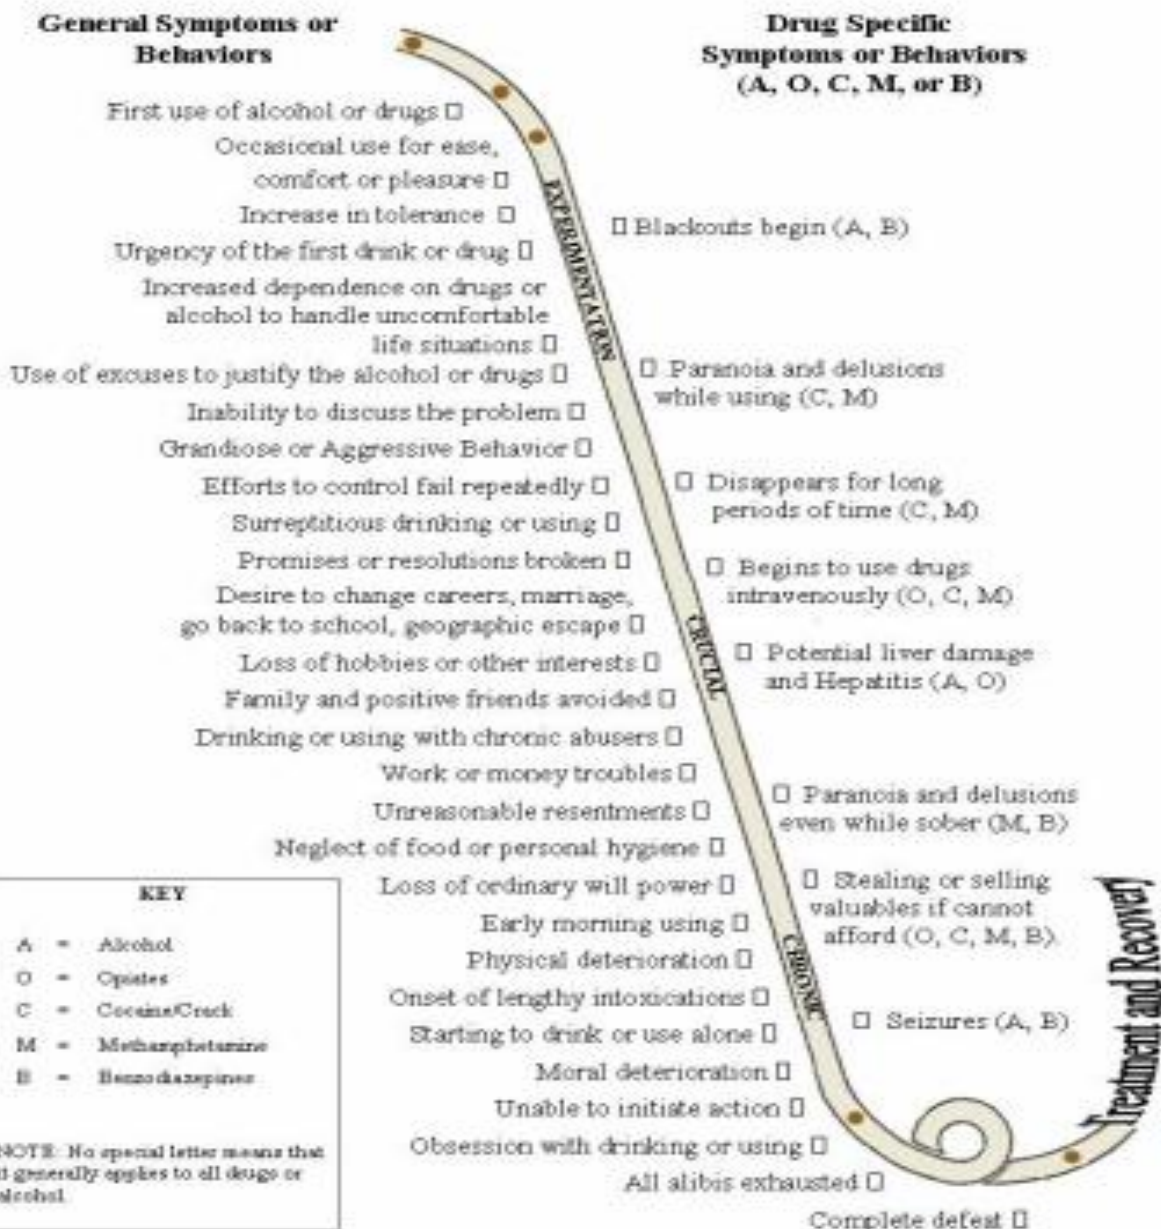 General Symptoms or
Behaviors
First use of alcohol or drugs
Occasional use for ease,
comfort or pleasure
Increase in tolerance
Urgency of the first drink or drug
Increased dependence on drugs or
alcohol to handle uncomfortable
life situations
Use of excuses to justify the alcohol or drugs
Inability to discuss the problem
Grandiose or Aggressive Behavior
Efforts to control fail repeatedly
Surreptitious drinking or using
Promises or resolutions broken
Desire to change careers, marriage,
go back to school, geographic escape
Loss of hobbies or other interests
Family and positive friends avoided
Drinking or using with chronic abusers
Work or money troubles
Unreasonable resentments
Neglect of food or personal hygiene
Loss of ordinary will power
Early morning using
Physical deterioration
Onset of lengthy intoxications
Starting to drink or use alone
Moral deterioration
Unable to initiate action
Obsession with drinking or using
All alibis exhausted
Complete defeat
EXPERIMENTATION
CRUCIAL
CHRONIC
Drug Specific
Symptoms or Behaviors
(A, O, C, M, or B)
Blackouts begin (A, B)
Paranoia and delusions
while using (C, M)
Disappears for long
periods of time (C, M)
Begins to use drugs
intravenously (O, C, M)
Potential liver damage
and Hepatitis (A, O)
Paranoia and delusions
even while sober (M, B)
Stealing or selling
valuables if cannot
afford (O, C, M, B).
Seizures (A, B)
Treatment and Recovery
KEY
A = Alcohol
O = Opiates
C = Cocaine/Crack
M = Methamphetamine
B = Benzodiazepines
NOTE: No special letter means that
it generally applies to all drugs or
alcohol.